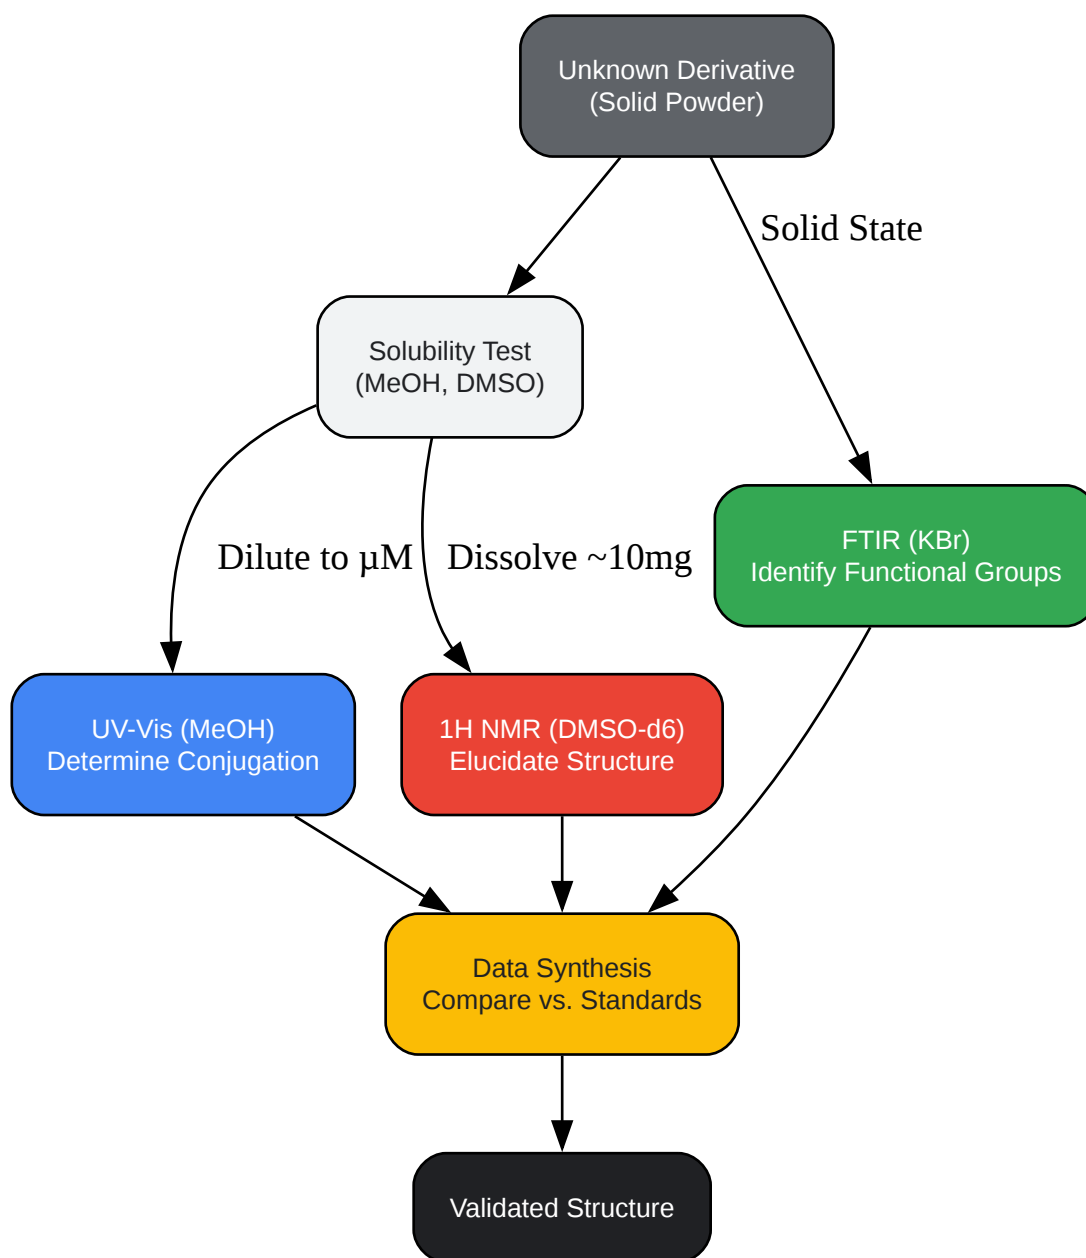 Unknown Derivative
(Solid Powder)
Solid State
Solubility Test
(MeOH, DMSO)
Dilute to µM
Dissolve ~10mg
FTIR (KBr)
Identify Functional Groups
UV-Vis (MeOH)
Determine Conjugation
1H NMR (DMSO-d6)
Elucidate Structure
Data Synthesis
Compare vs. Standards
Validated Structure